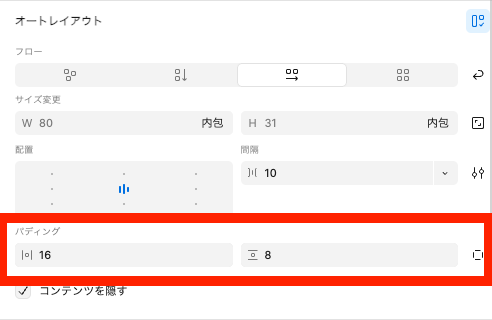 オートレイアウト
フロー
サイズ変更
W 80 内包 H 31 内包
配置 間隔
10
パディング
16 8
コンテンツを隠す